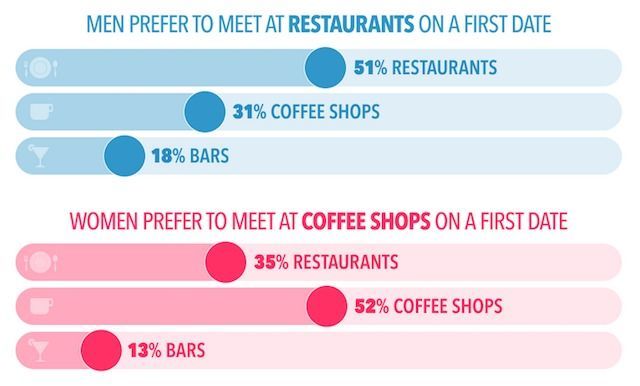 MEN PREFER TO MEET AT RESTAURANTS ON A FIRST DATE
51% RESTAURANTS
31% COFFEE SHOPS
18% BARS
WOMEN PREFER TO MEET AT COFFEE SHOPS ON A FIRST DATE
35% RESTAURANTS
52% COFFEE SHOPS
13% BARS